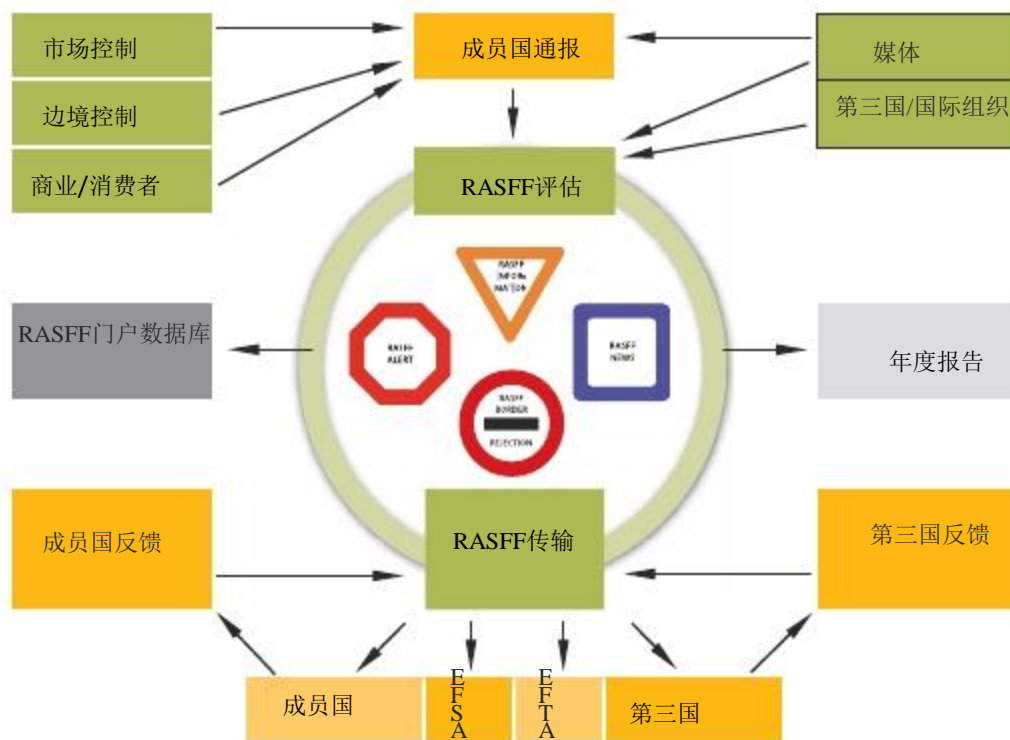 市场控制
成员国通报
媒体
边境控制
第三国/国际组织
商业/消费者
RASFF评估
RASFF
INFOR-
MATION
RASFF门户数据库
RASFF
ALERT
RASFF
NEWS
年度报告
RASFF
BORDER
REJECTION
成员国反馈
RASFF传输
第三国反馈
成员国
EFSA
EFTA
第三国